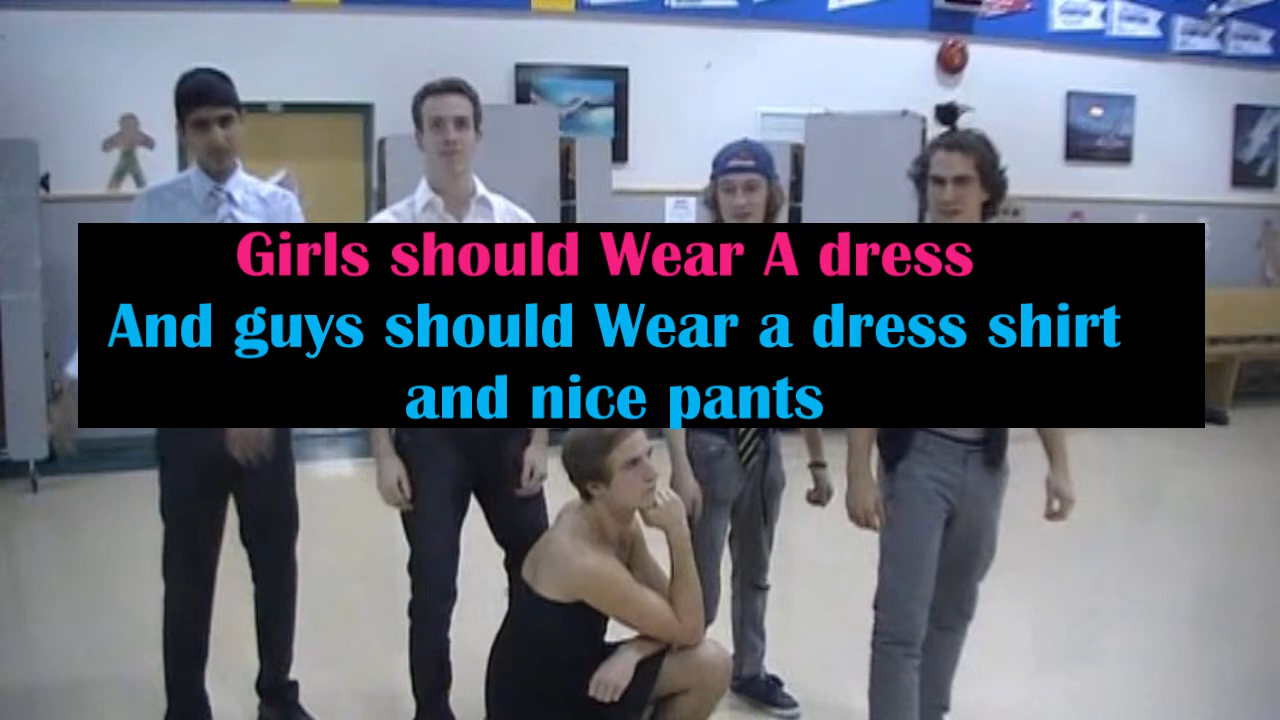 Girls should Wear A dress
And guys should Wear a dress shirt
and nice pants